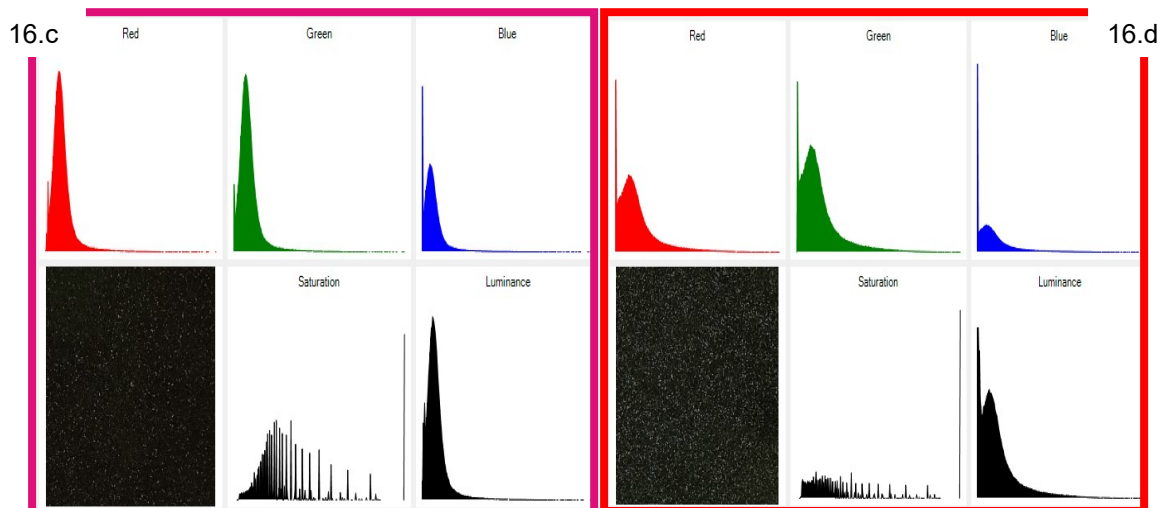 16.c
Red
Green
Blue
Saturation
Luminance
16.d
Red
Green
Blue
Saturation
Luminance